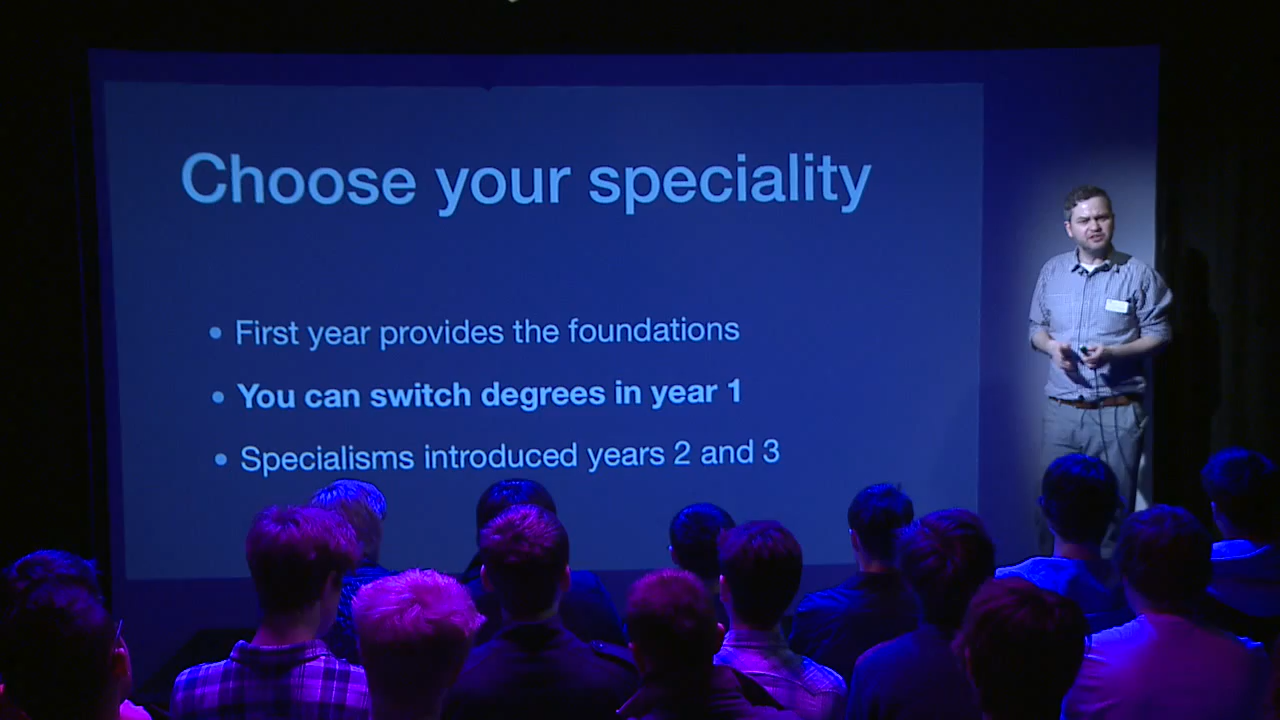 Choose your speciality
• First year provides the foundations
• You can switch degrees in year 1
• Specialisms introduced years 2 and 3